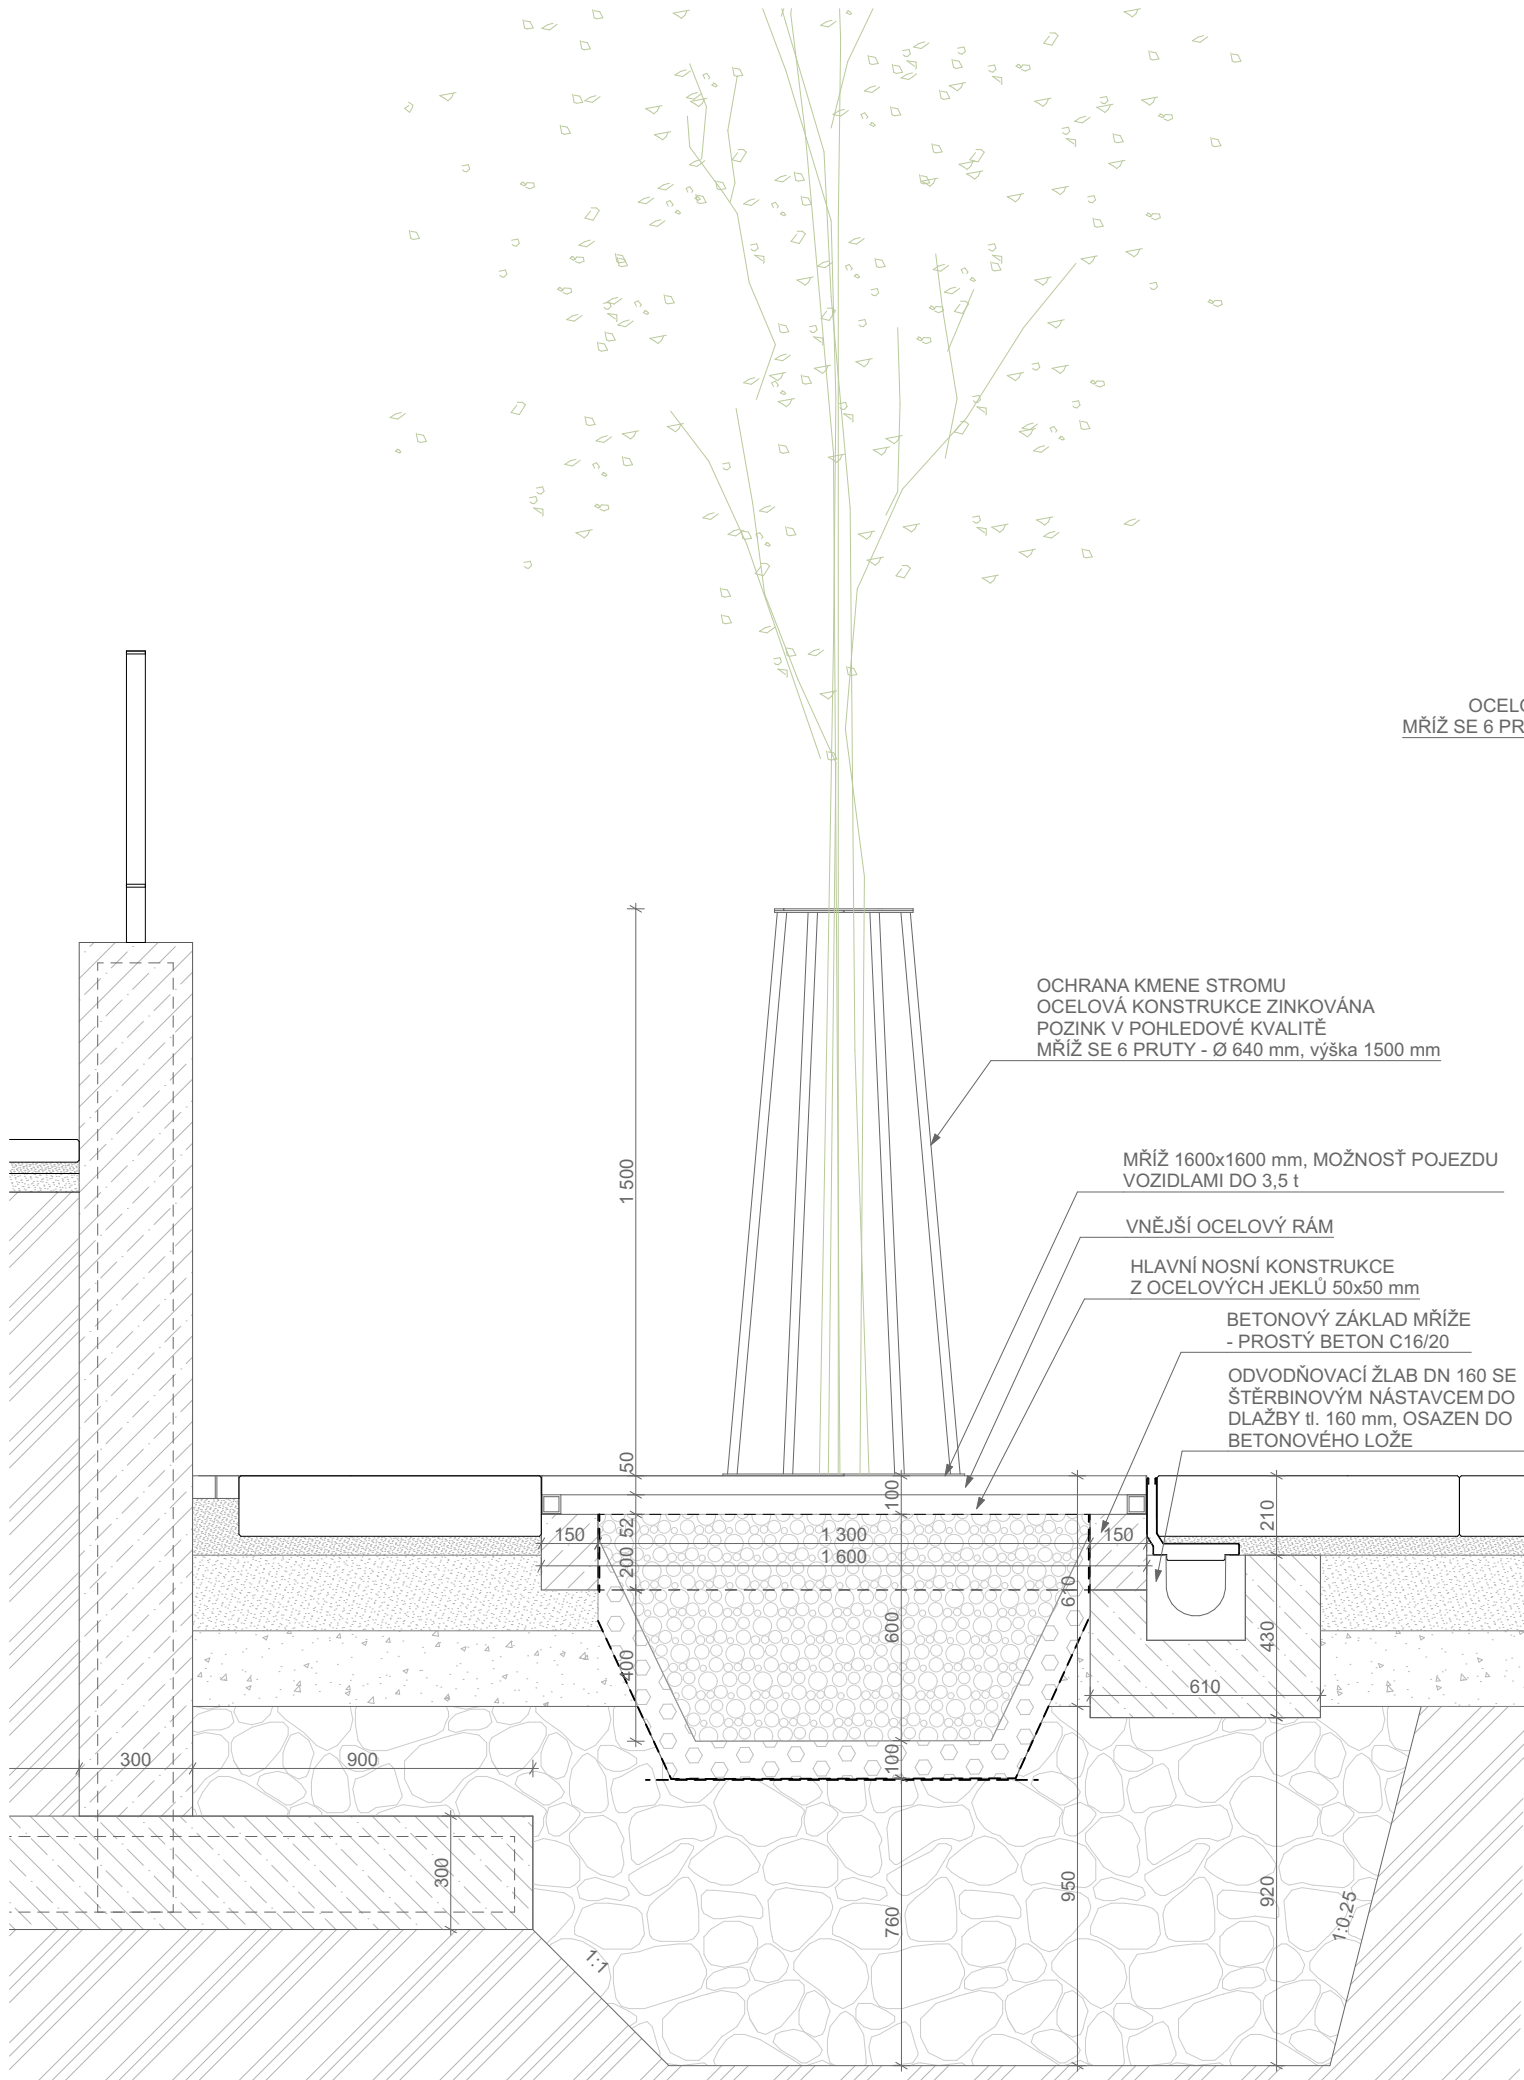 OCELO
MŘÍŽ SE 6 PR
OCHRANA KMENE STROMU
OCELOVÁ KONSTRUKCE ZINKOVÁNA
POZINK V POHLEDOVÉ KVALITĚ
MŘÍŽ SE 6 PRUTY - Ø 640 mm, výška 1500 mm
MŘÍŽ 1600x1600 mm, MOŽNOSŤ POJEZDU
VOZIDLAMI DO 3,5 t
VNĚJŠÍ OCELOVÝ RÁM
HLAVNÍ NOSNÍ KONSTRUKCE
Z OCELOVÝCH JEKLŮ 50x50 mm
BETONOVÝ ZÁKLAD MŘÍŽE
- PROSTÝ BETON C16/20
ODVODŇOVACÍ ŽLAB DN 160 SE
ŠTĚRBINOVÝM NÁSTAVCEM DO
DLAŽBY tl. 160 mm, OSAZEN DO
BETONOVÉHO LOŽE
1 500
50
52
200
400
100
600
100
760
150
1 300
150
1 600
610
950
210
430
920
610
300
900
300
1:1
1:0,25